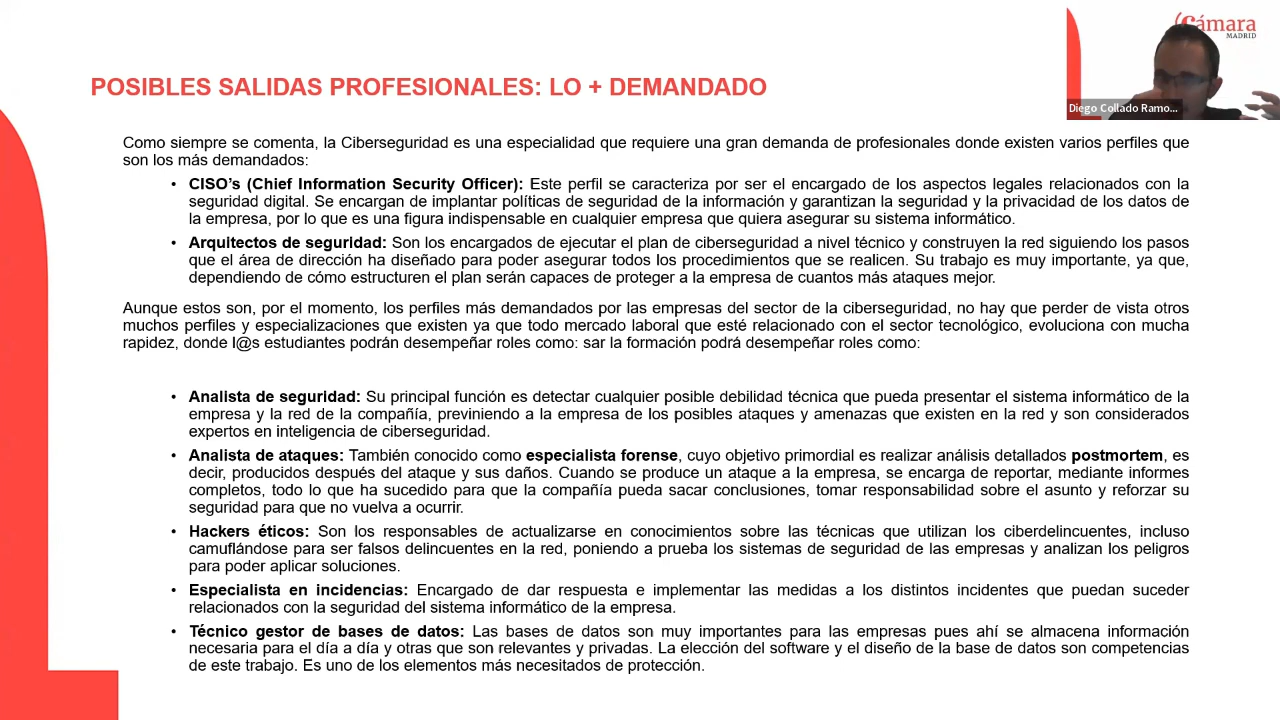 Cámara
MADRID
Diego Collado Ramo...
POSIBLES SALIDAS PROFESIONALES: LO + DEMANDADO
Como siempre se comenta, la Ciberseguridad es una especialidad que requiere una gran demanda de profesionales donde existen varios perfiles que
son los más demandados:
• CISO’s (Chief Information Security Officer): Este perfil se caracteriza por ser el encargado de los aspectos legales relacionados con la
seguridad digital. Se encargan de implantar políticas de seguridad de la información y garantizan la seguridad y la privacidad de los datos de
la empresa, por lo que es una figura indispensable en cualquier empresa que quiera asegurar su sistema informático.
• Arquitectos de seguridad: Son los encargados de ejecutar el plan de ciberseguridad a nivel técnico y construyen la red siguiendo los pasos
que el área de dirección ha diseñado para poder asegurar todos los procedimientos que se realicen. Su trabajo es muy importante, ya que,
dependiendo de cómo estructuren el plan serán capaces de proteger a la empresa de cuantos más ataques mejor.
Aunque estos son, por el momento, los perfiles más demandados por las empresas del sector de la ciberseguridad, no hay que perder de vista otros
muchos perfiles y especializaciones que existen ya que todo mercado laboral que esté relacionado con el sector tecnológico, evoluciona con mucha
rapidez, donde l@s estudiantes podrán desempeñar roles como: sar la formación podrá desempeñar roles como:
• Analista de seguridad: Su principal función es detectar cualquier posible debilidad técnica que pueda presentar el sistema informático de la
empresa y la red de la compañía, previniendo a la empresa de los posibles ataques y amenazas que existen en la red y son considerados
expertos en inteligencia de ciberseguridad.
• Analista de ataques: También conocido como especialista forense, cuyo objetivo primordial es realizar análisis detallados postmortem, es
decir, producidos después del ataque y sus daños. Cuando se produce un ataque a la empresa, se encarga de reportar, mediante informes
completos, todo lo que ha sucedido para que la compañía pueda sacar conclusiones, tomar responsabilidad sobre el asunto y reforzar su
seguridad para que no vuelva a ocurrir.
• Hackers éticos: Son los responsables de actualizarse en conocimientos sobre las técnicas que utilizan los ciberdelincuentes, incluso
camuflándose para ser falsos delincuentes en la red, poniendo a prueba los sistemas de seguridad de las empresas y analizan los peligros
para poder aplicar soluciones.
• Especialista en incidencias: Encargado de dar respuesta e implementar las medidas a los distintos incidentes que puedan suceder
relacionados con la seguridad del sistema informático de la empresa.
• Técnico gestor de bases de datos: Las bases de datos son muy importantes para las empresas pues ahí se almacena información
necesaria para el día a día y otras que son relevantes y privadas. La elección del software y el diseño de la base de datos son competencias
de este trabajo. Es uno de los elementos más necesitados de protección.